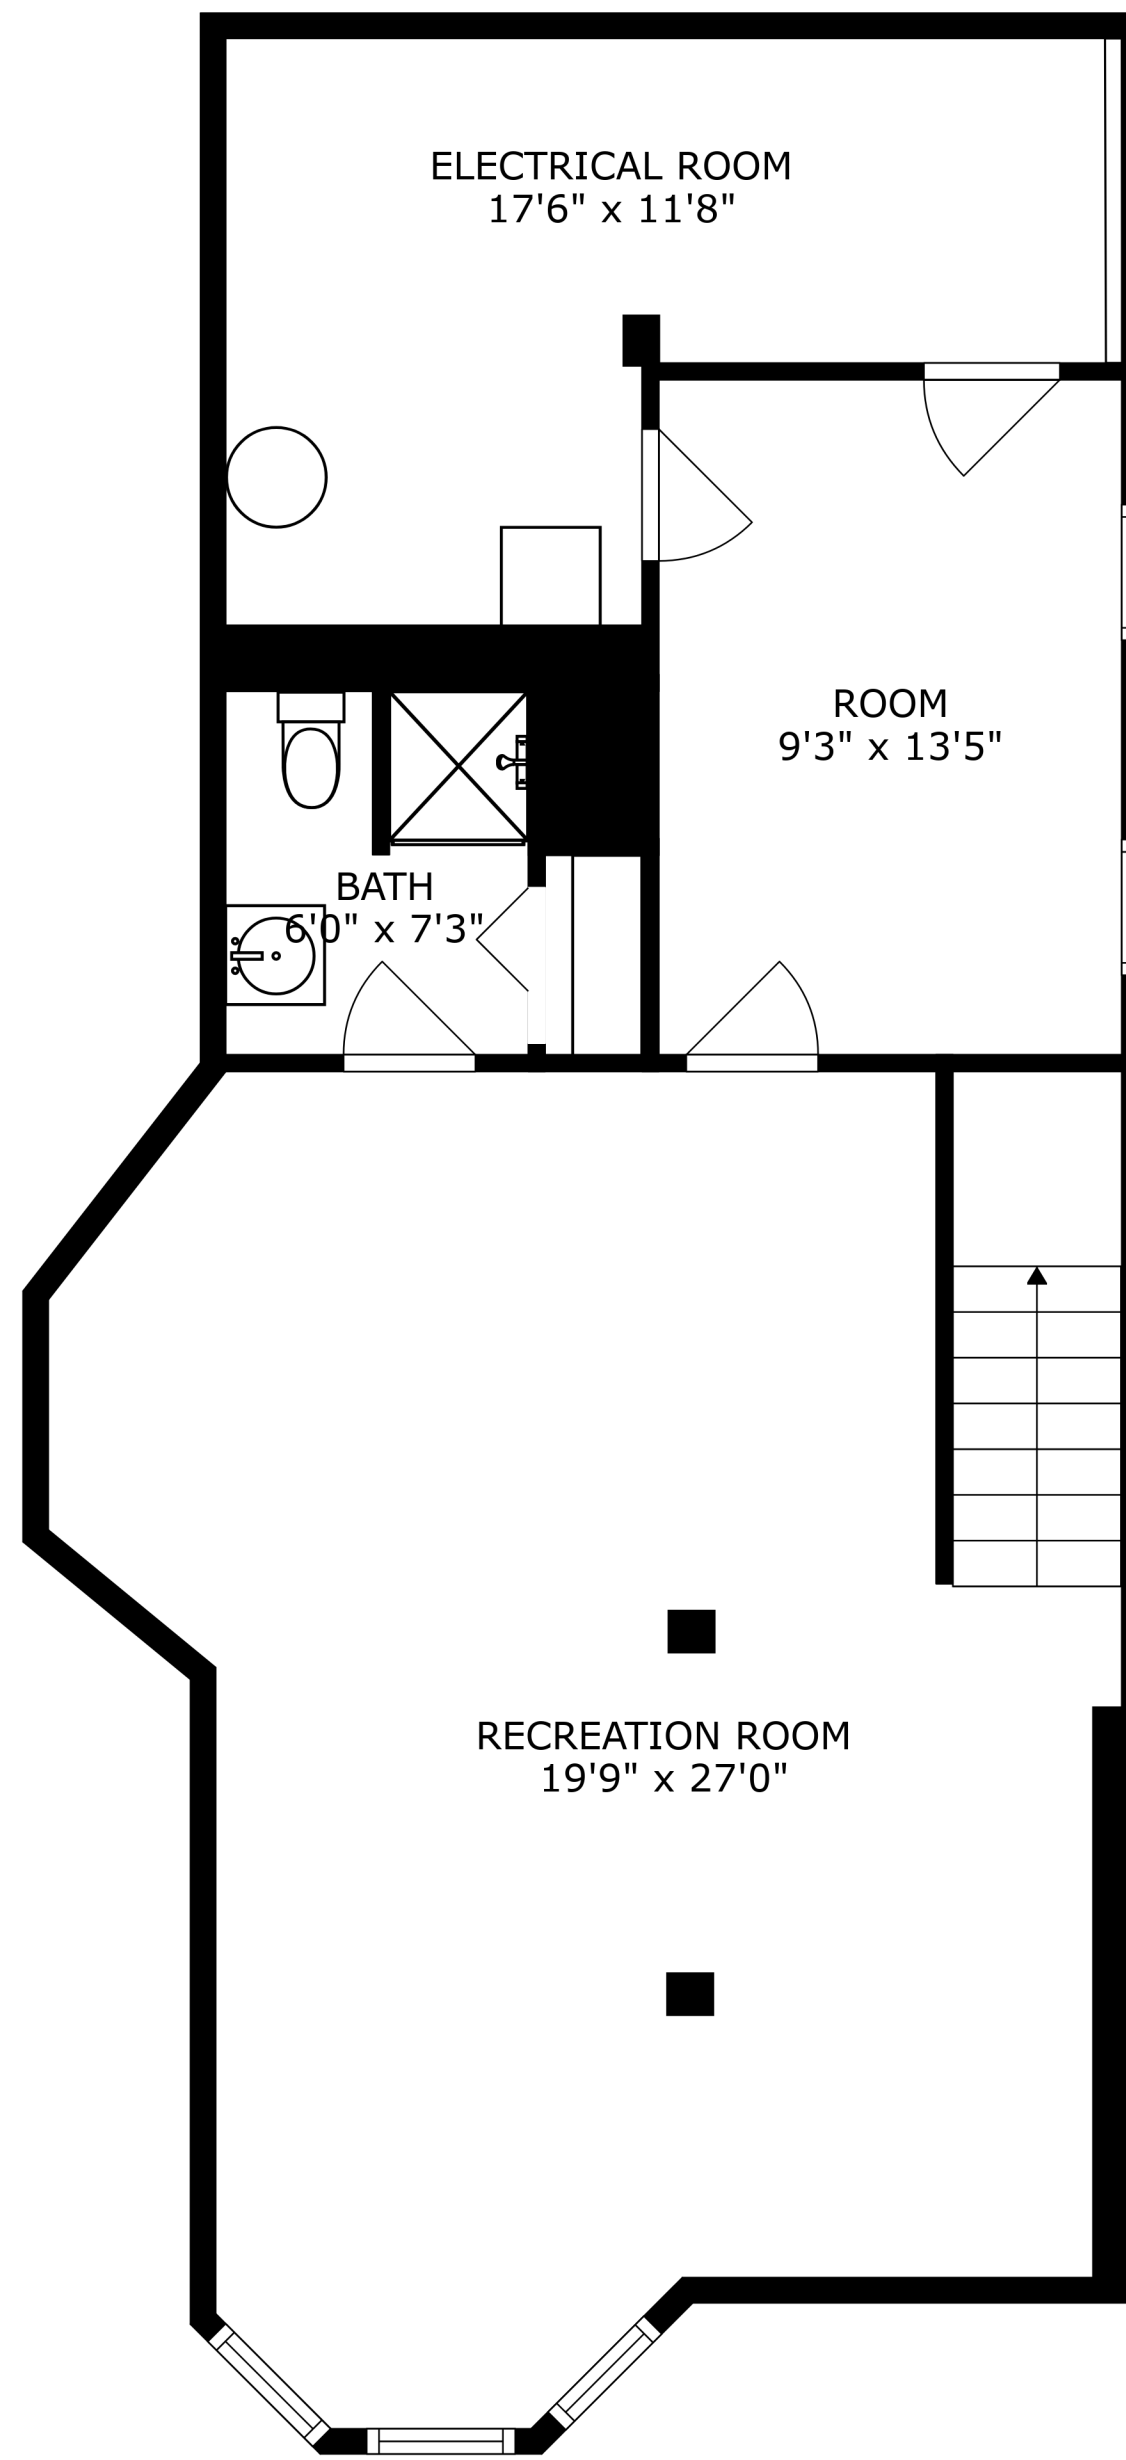 ELECTRICAL ROOM
17'6" x 11'8"
ROOM
9'3" x 13'5"
BATH
6'0" x 7'3"
RECREATION ROOM
19'9" x 27'0"